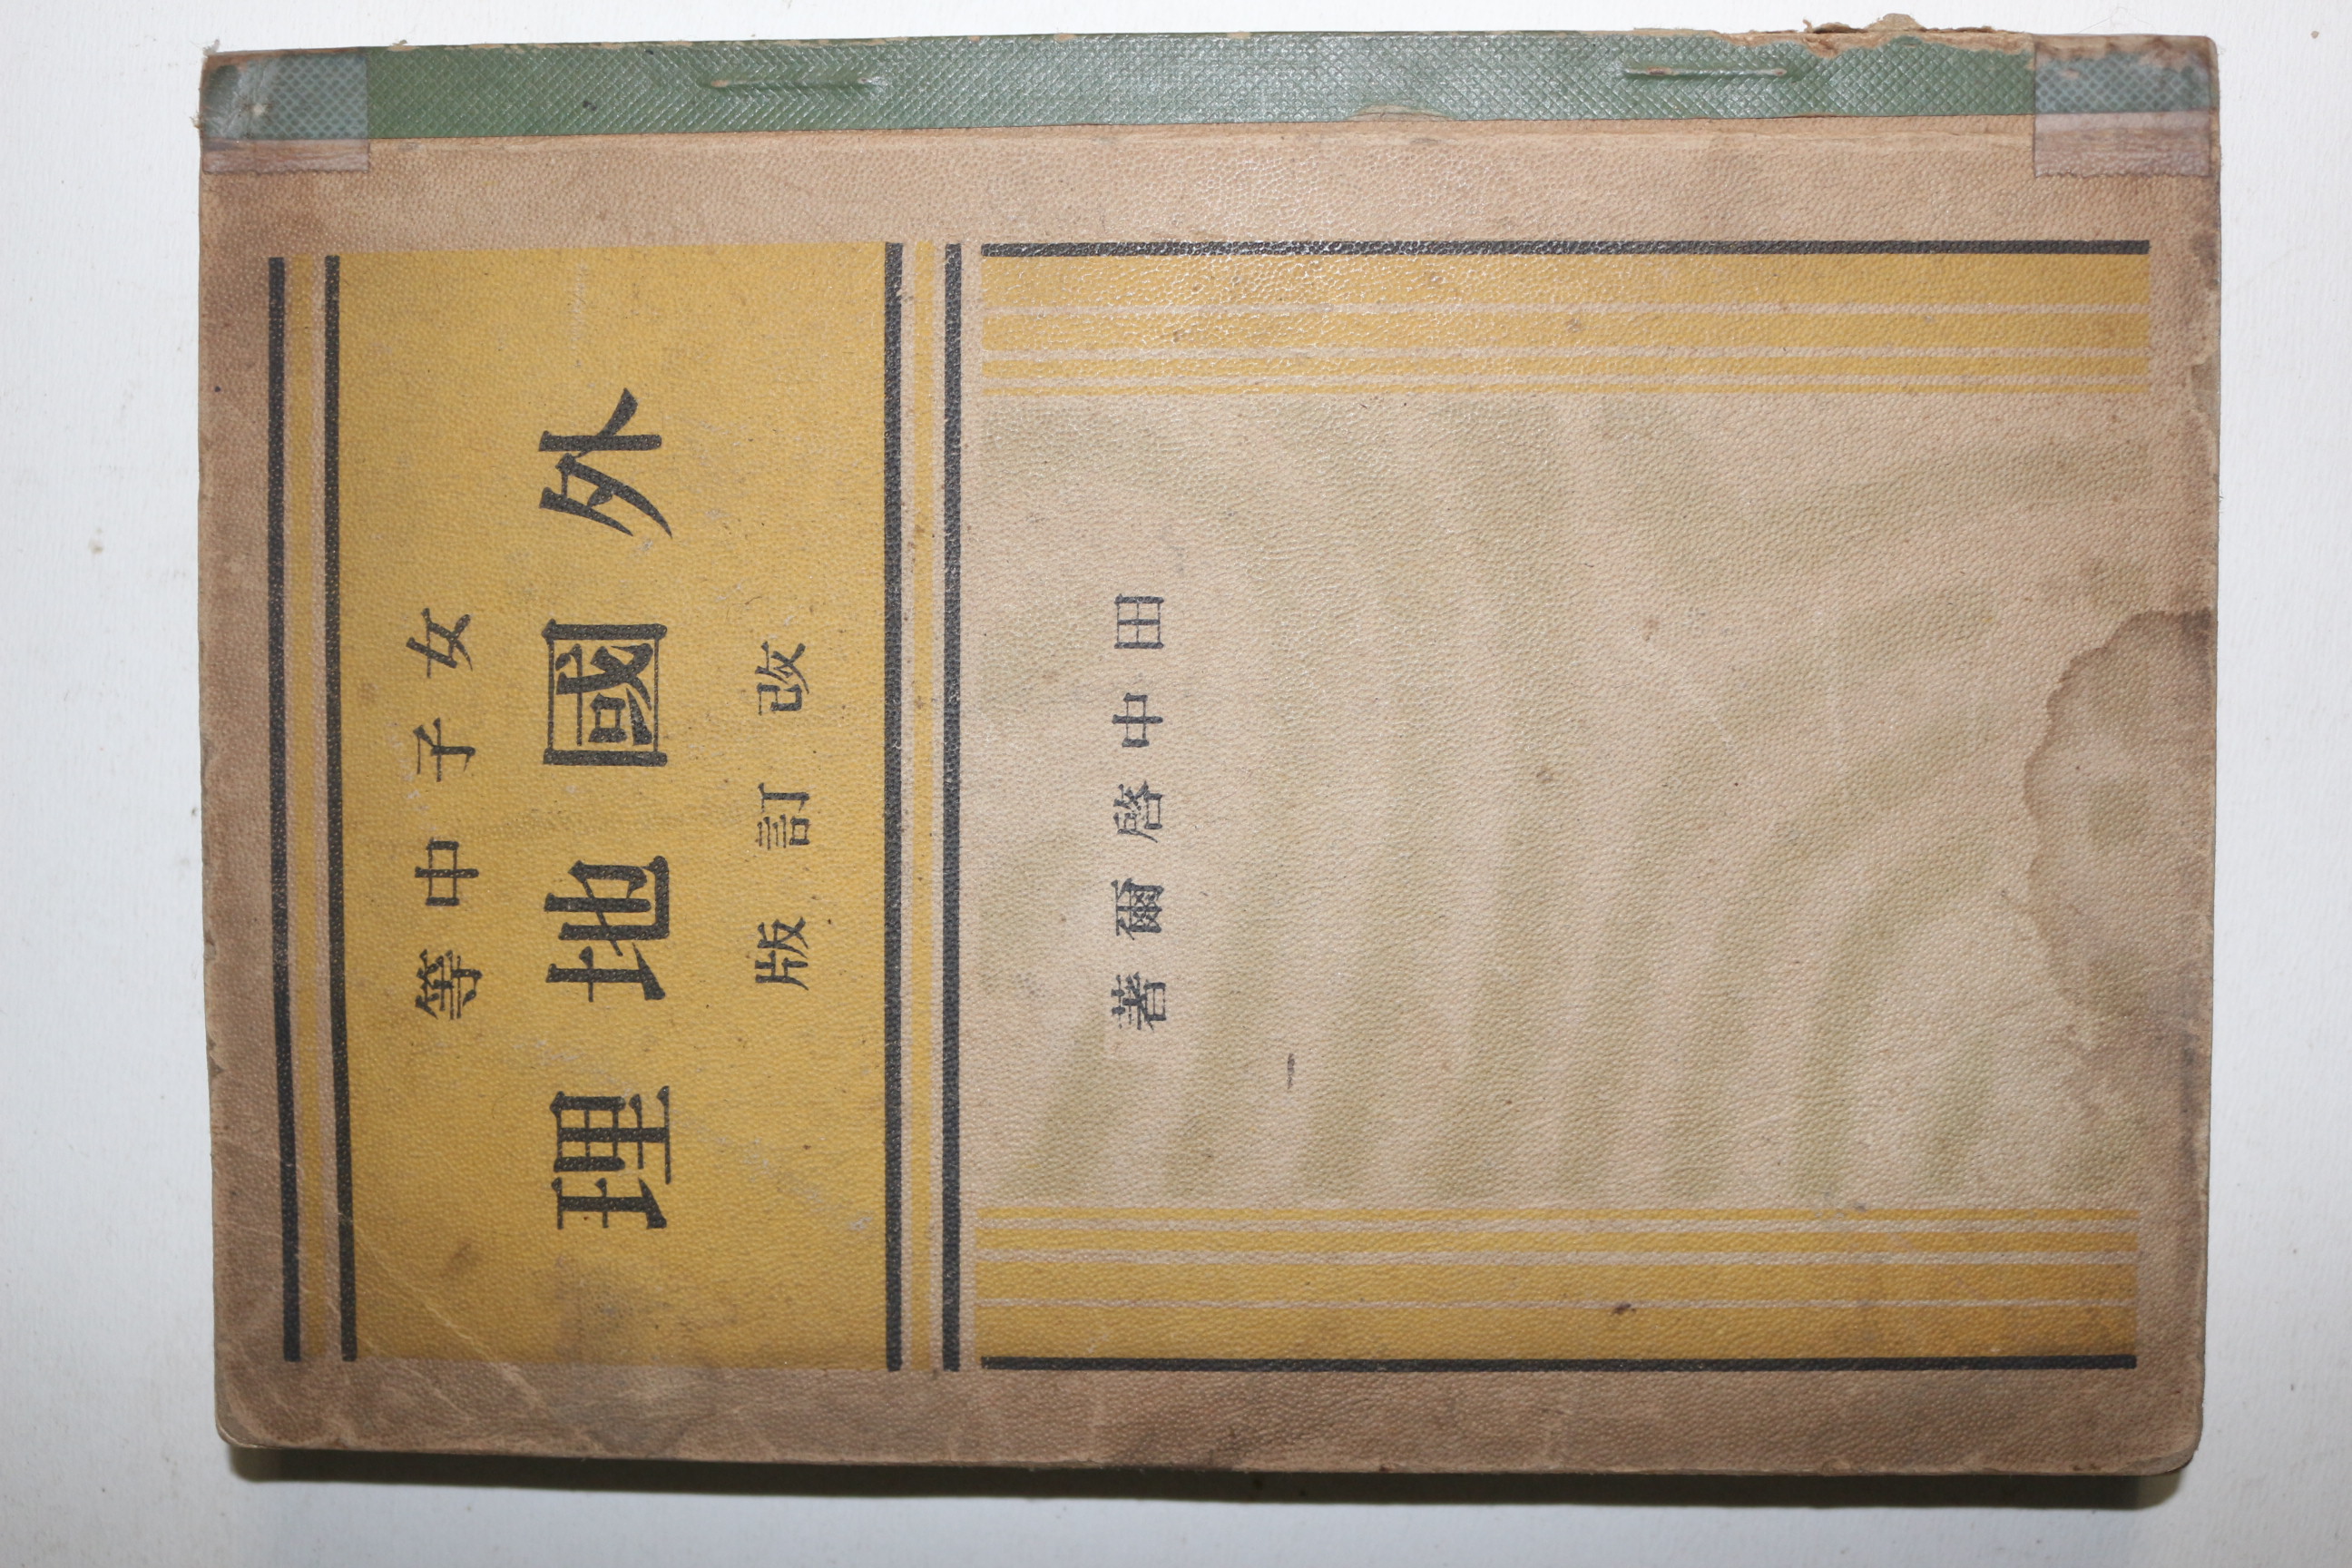 女子中等
外國地理
改訂版
田中啓爾著